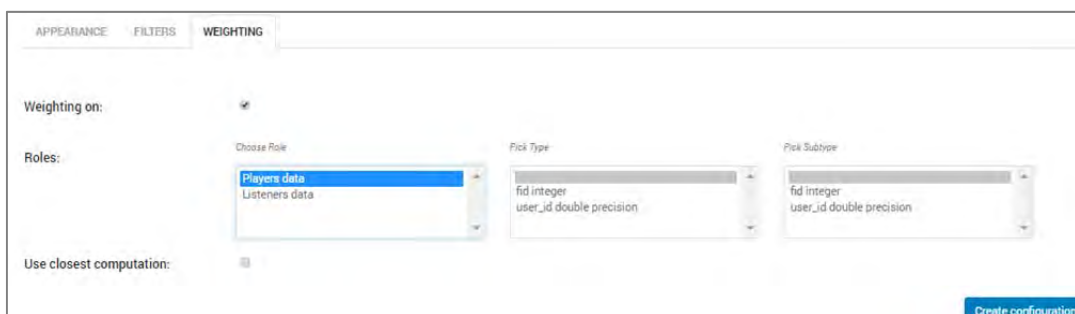 APPEARANCE FILTERS WEIGHTING
Weighting on:
Roles:
Choose Role
Players data
Listeners data
Pick Type
fid integer
user_id double precision
Pick Subtype
fid integer
user_id double precision
Use closest computation:
Create configuration